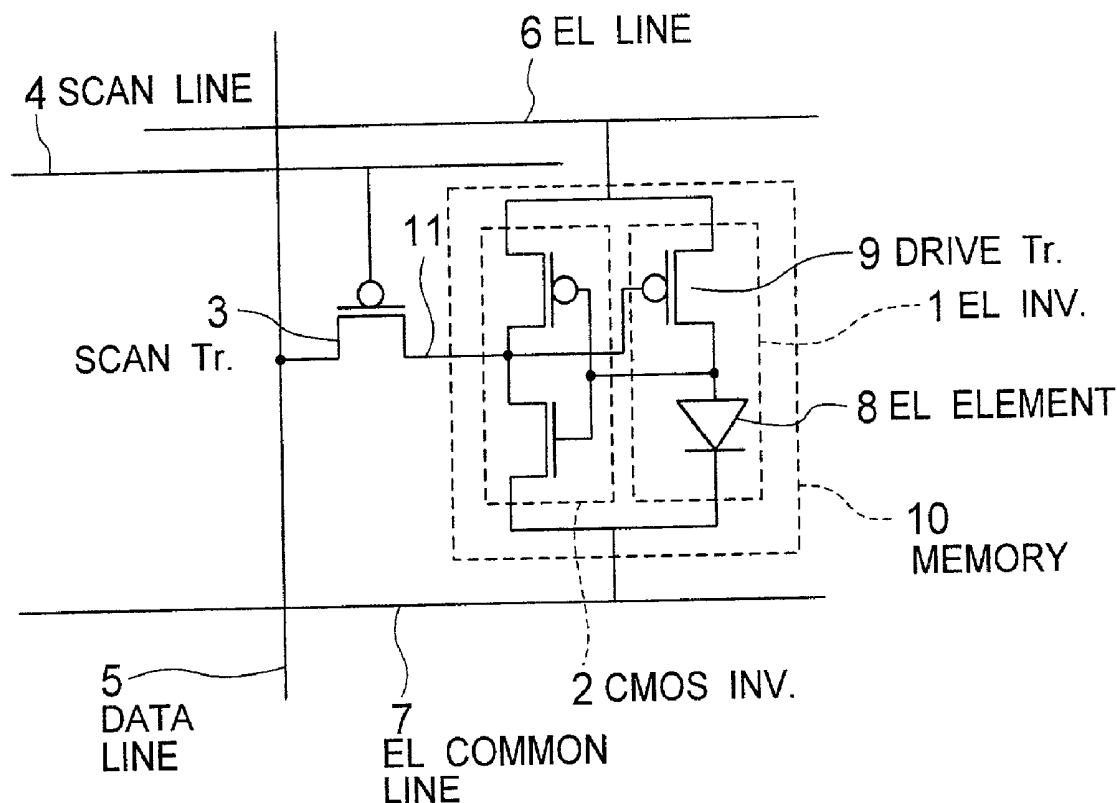 6 EL LINE
4 SCAN LINE
11
9 DRIVE Tr.
3
1 EL INV.
SCAN Tr.
8 EL ELEMENT
10
MEMORY
5
DATA
LINE
2 CMOS INV.
7
EL COMMON
LINE